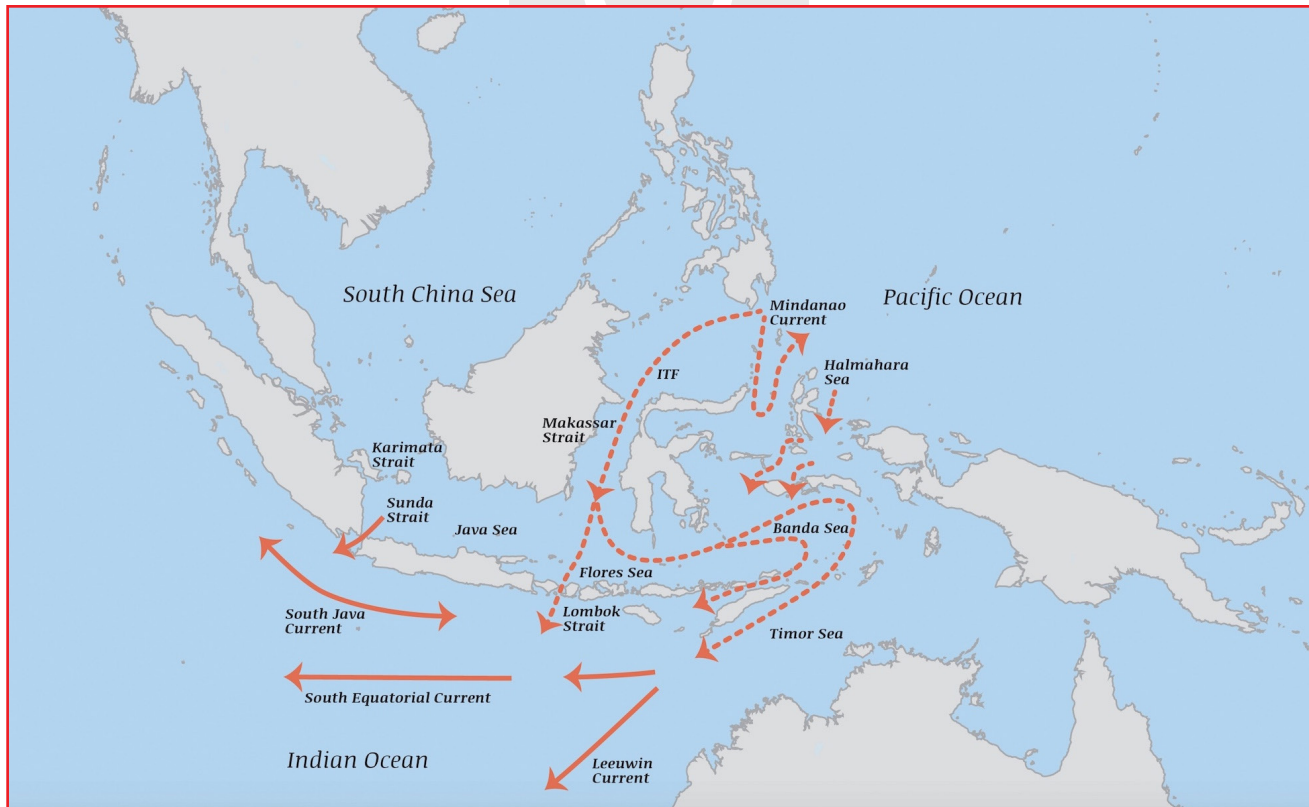 South China Sea
Pacific Ocean
Mindanao
Current
Halmahara
Sea
ITF
Makassar
Strait
Karimata
Strait
Sunda
Strait
Java Sea
Banda Sea
Flores Sea
South Java
Current
Lombok
Strait
Timor Sea
South Equatorial Current
Indian Ocean
Leeuwin
Current